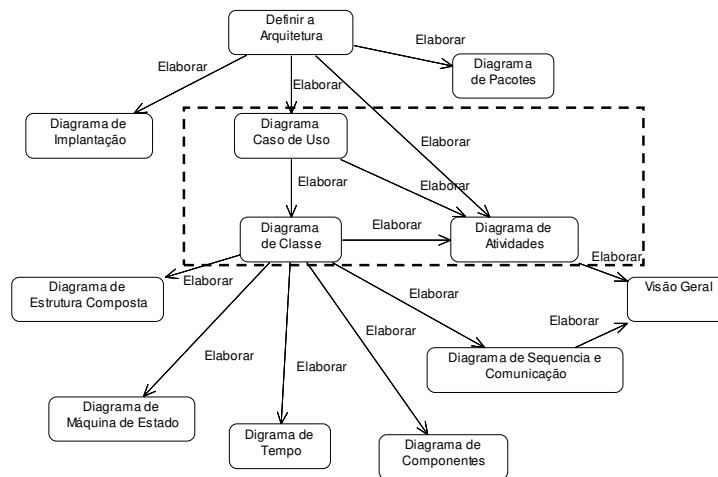 Definir a
Arquitetura
Elaborar
Diagrama
de Pacotes
Elaborar
Elaborar
Elaborar
Diagrama de
Implantação
Diagrama
Caso de Uso
Elaborar
Elaborar
Diagrama
de Classe
Elaborar
Diagrama de
Atividades
Elaborar
Diagrama de
Estrutura Composta
Elaborar
Visão Geral
Elaborar
Elaborar
Diagrama de Sequencia e
Comunicação
Elaborar
Elaborar
Elaborar
Diagrama de
Máquina de Estado
Digrama de
Tempo
Diagrama de
Componentes